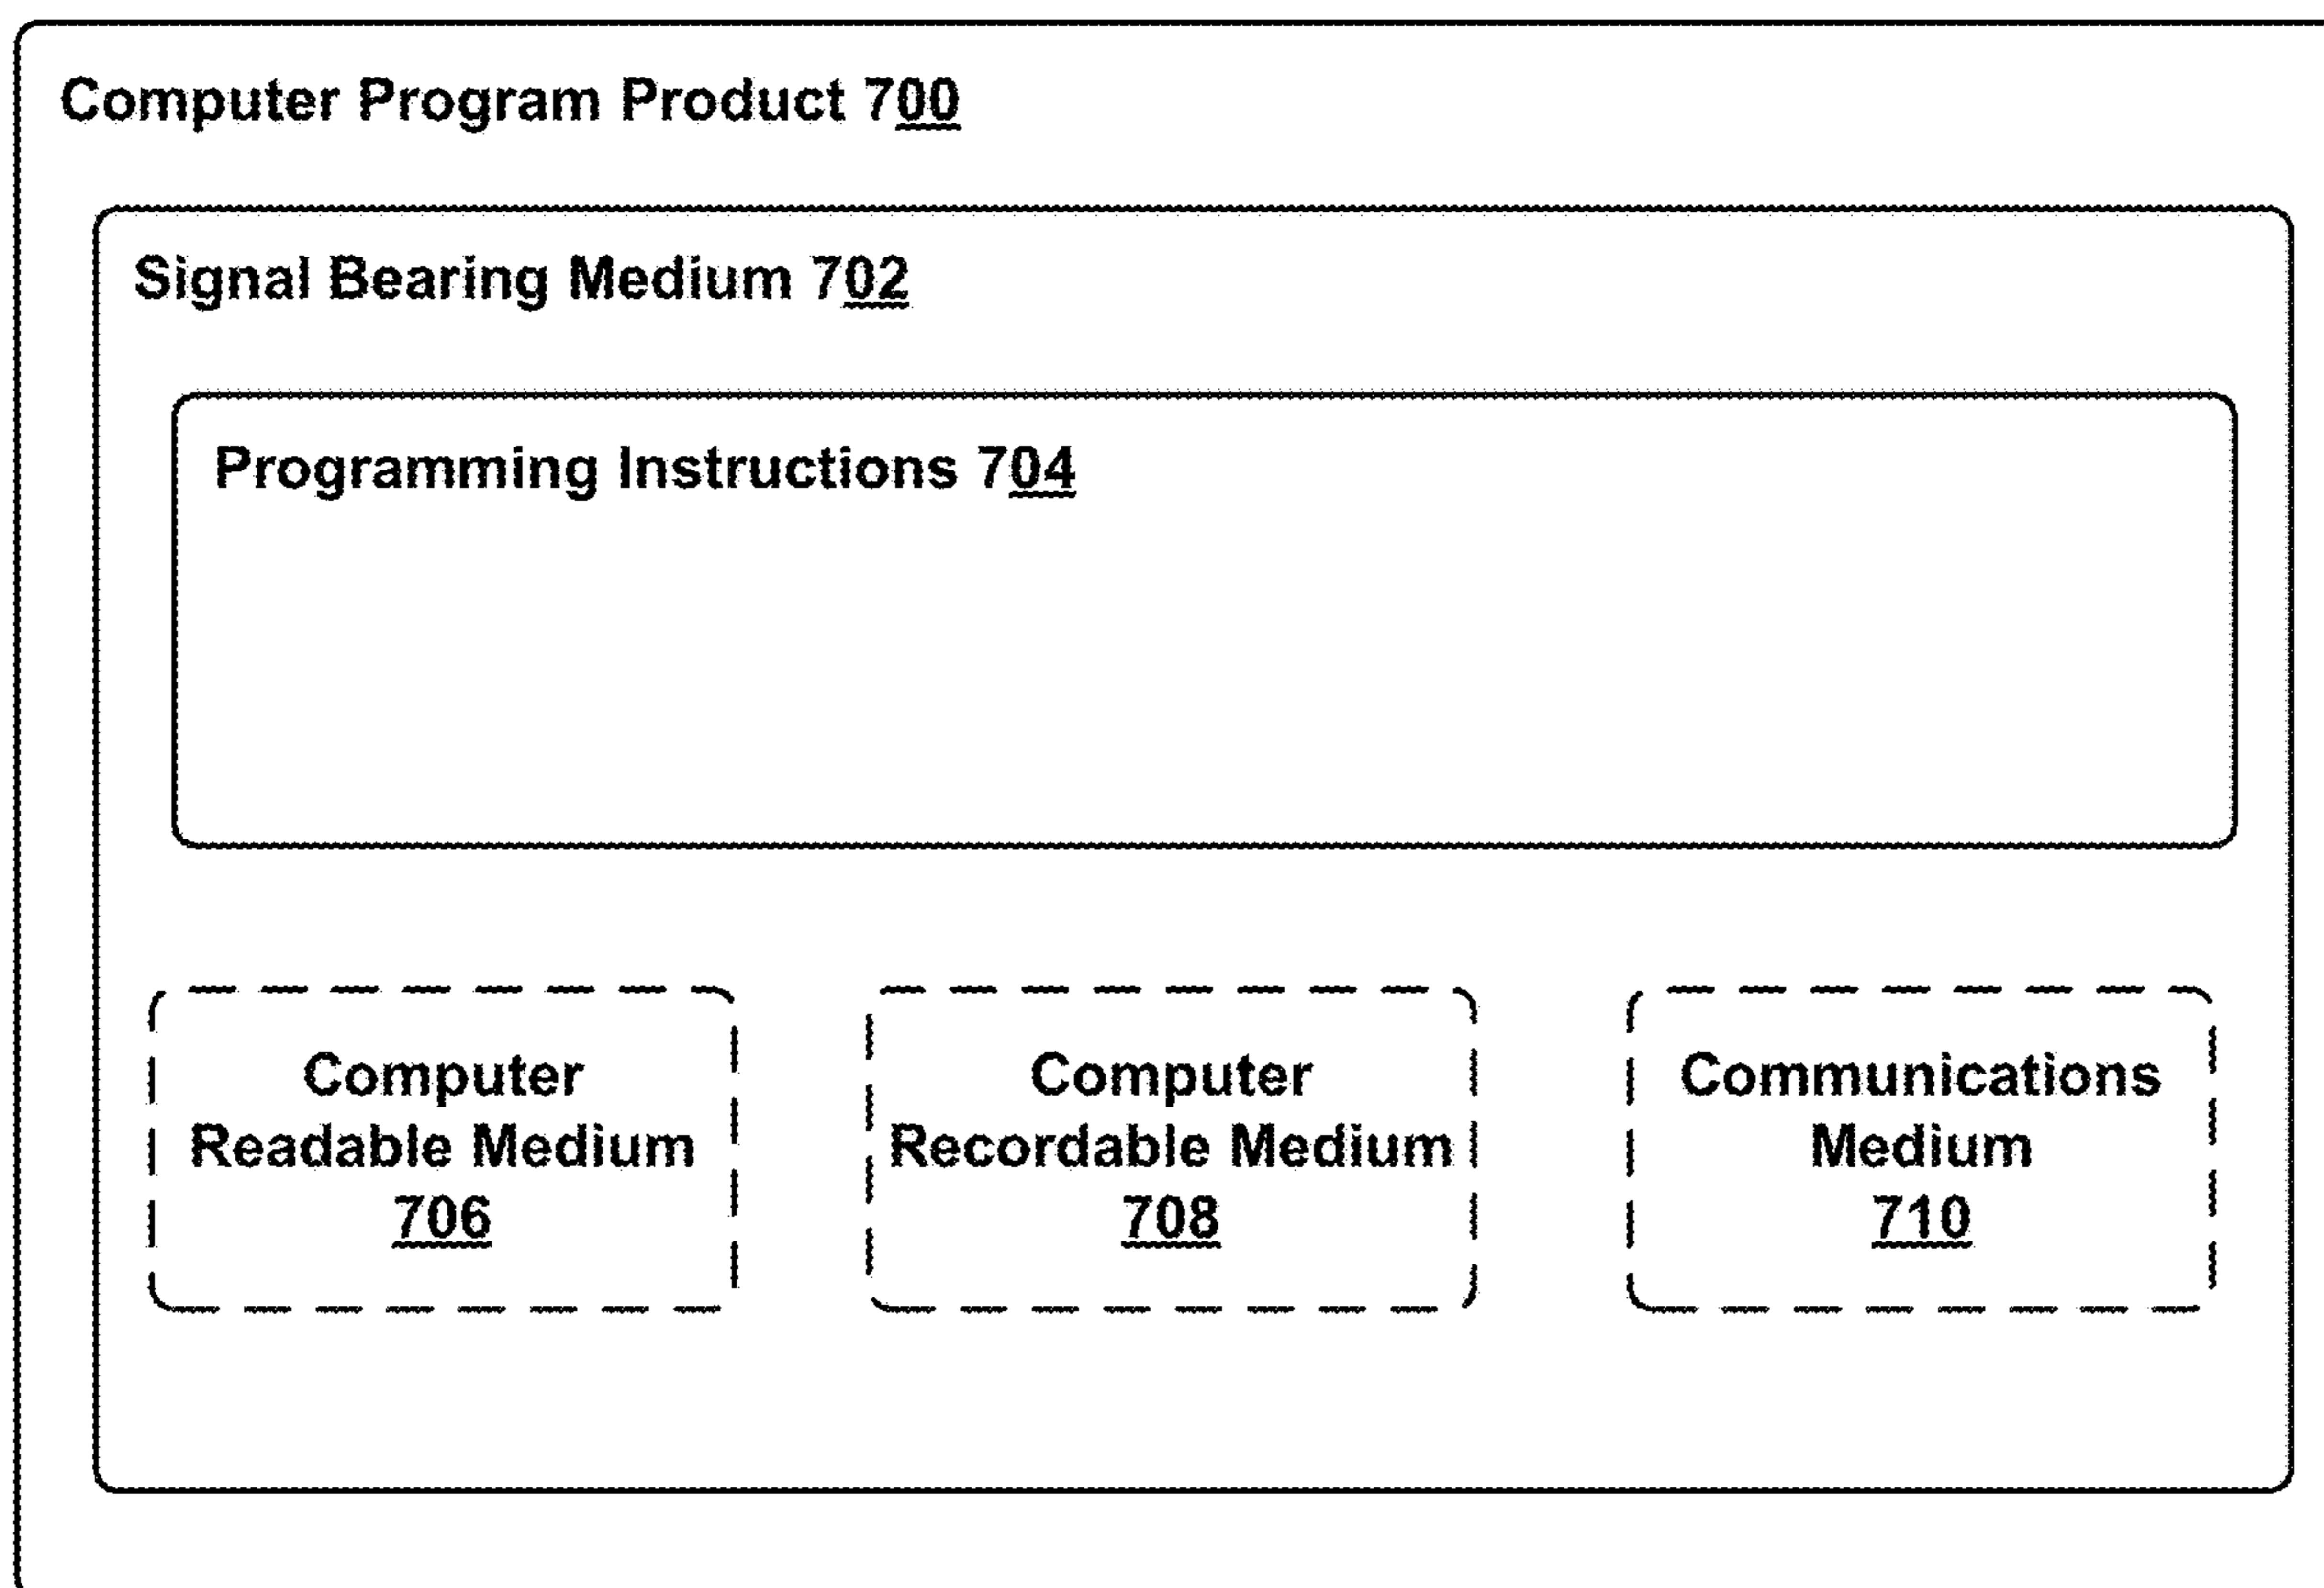 Computer Program Product 700
Signal Bearing Medium 702
Programming Instructions 704
Computer
Readable Medium
706
Computer
Recordable Medium
708
Communications
Medium
710